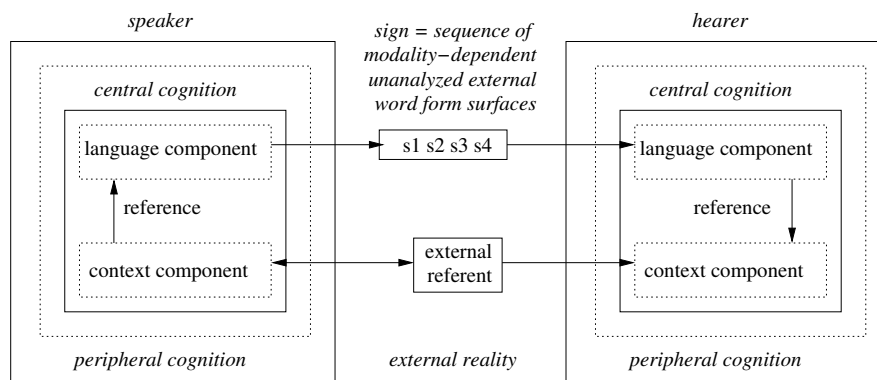 speaker
sign = sequence of
modality−dependent
unanalyzed external
word form surfaces
hearer
central cognition
central cognition
language component
s1 s2 s3 s4
language component
reference
reference
context component
external
referent
context component
peripheral cognition
external reality
peripheral cognition